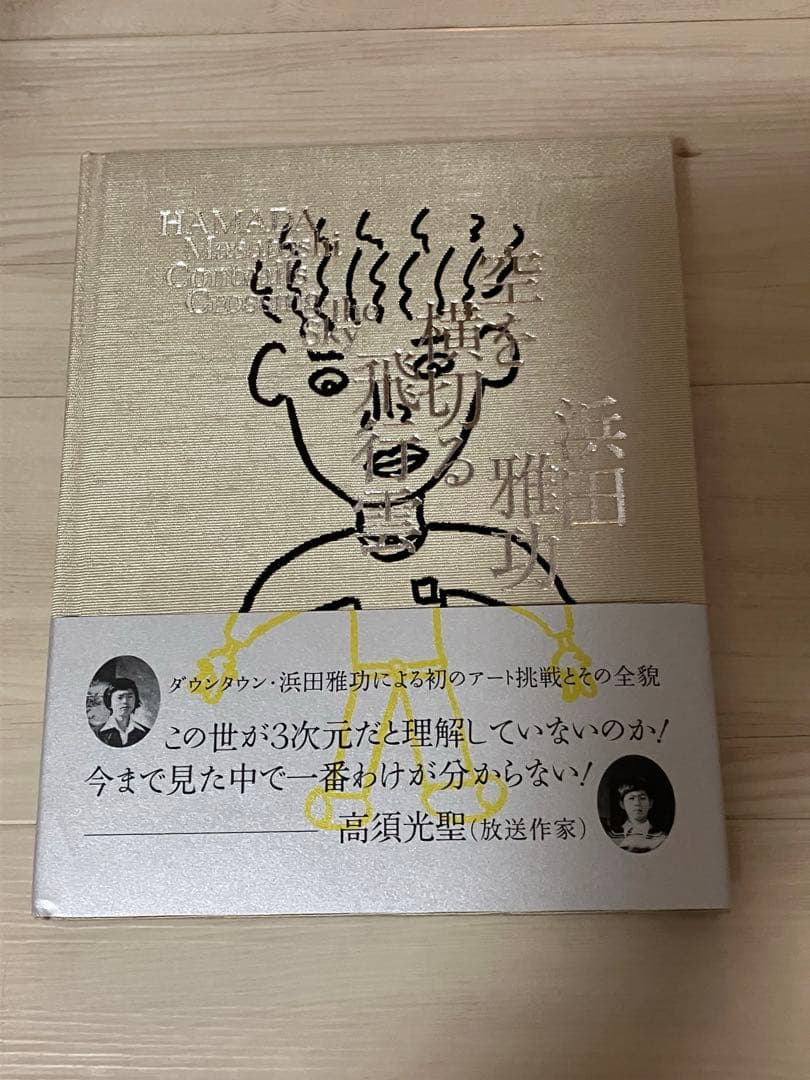 HAMADA
Masatoshi
Contrails
Crossing the
Sky
空を
横切る
飛行雲
浜田
雅功
ダウンタウン・浜田雅功による初のアート挑戦とその全貌
この世が3次元だと理解していないのか!
今まで見た中で一番わけが分からない!
高須光聖(放送作家)